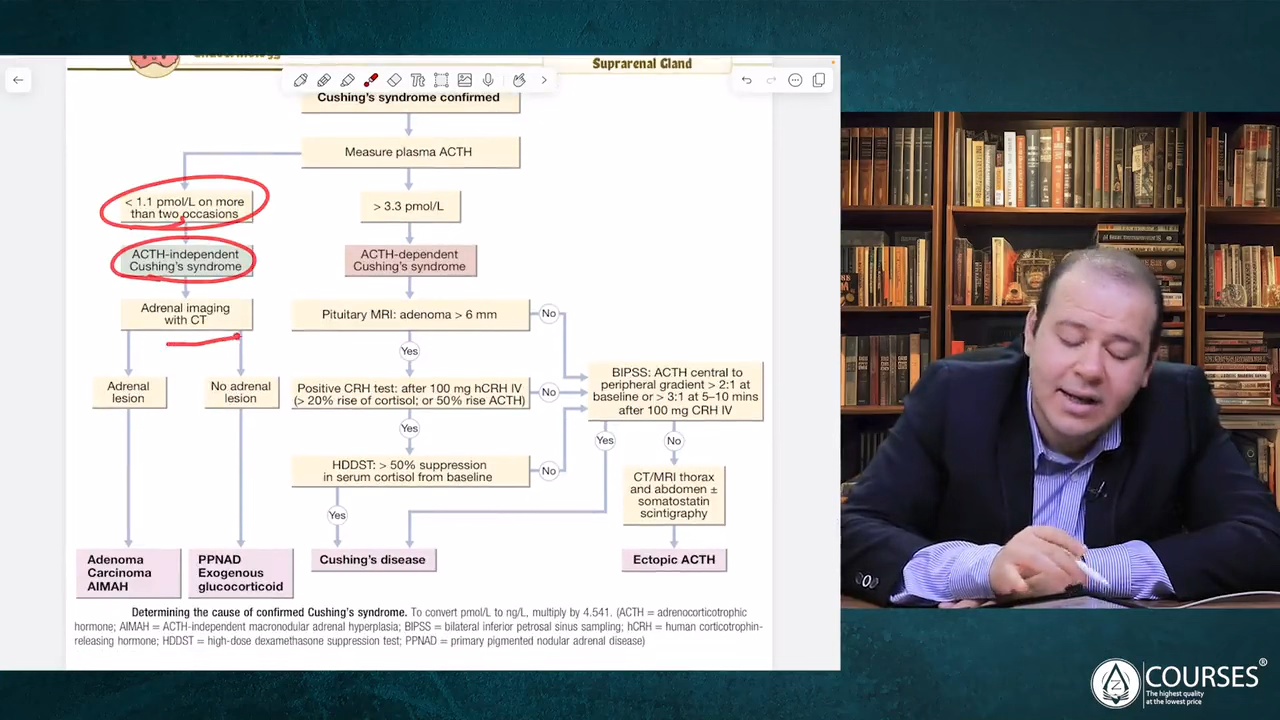 Endocrinology
Suprarenal Gland
Cushing's syndrome confirmed
Measure plasma ACTH
< 1.1 pmol/L on more
than two occasions
> 3.3 pmol/L
ACTH-independent
Cushing's syndrome
ACTH-dependent
Cushing's syndrome
Adrenal imaging
with CT
Pituitary MRI: adenoma > 6 mm
No
Yes
Adrenal
lesion
No adrenal
lesion
Positive CRH test: after 100 mg hCRH IV
(> 20% rise of cortisol; or 50% rise ACTH)
No
BIPSS: ACTH central to
peripheral gradient > 2:1 at
baseline or > 3:1 at 5–10 mins
after 100 mg CRH IV
Yes
Yes
No
HDDST: > 50% suppression
in serum cortisol from baseline
No
CT/MRI thorax
and abdomen ±
somatostatin
scintigraphy
Yes
Adenoma
Carcinoma
AIMAH
PPNAD
Exogenous
glucocorticoid
Cushing's disease
Ectopic ACTH
Determining the cause of confirmed Cushing's syndrome. To convert pmol/L to ng/L, multiply by 4.541. (ACTH = adrenocorticotrophic
hormone; AIMAH = ACTH-independent macronodular adrenal hyperplasia; BIPSS = bilateral inferior petrosal sinus sampling; hCRH = human corticotrophin-
releasing hormone; HDDST = high-dose dexamethasone suppression test; PPNAD = primary pigmented nodular adrenal disease)
Z
COURSES®
The highest quality
at the lowest price